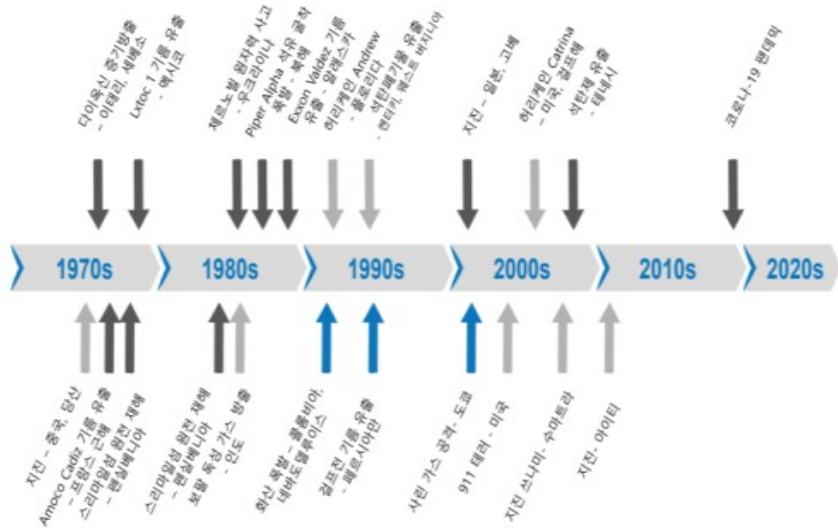 다이옥신 증기방출
- 이태리, 세베소
Lxtoc 1 기름 유출
- 멕시코
체르노빌 원자력 사고
- 우크라이나
Piper Alpha 석유 굴착
폭발 - 북해
Exxon Valdez 기름
유출 - 알래스카
허리케인 Andrew
- 플로리다
석탄폐기물 유출
- 켄터키, 웨스트 버지니아
지진 – 일본, 고베
허리케인 Catrina
– 미국, 걸프해
석탄재 유출
- 테네시
코로나-19 팬데믹
1970s
1980s
1990s
2000s
2010s
2020s
지진 – 중국, 당산
Amoco Cadiz 기름 유출
– 프랑스 근해
스리마일섬 원전 재해
– 펜실베니아
스리마일섬 원전 재해
– 펜실베니아
보팔 독성 가스 방출
- 인도
화산 폭발 – 콜롬비아,
네바도델루이스
걸프전 기름 유출
- 페르시아만
사린 가스 공격- 도쿄
911 테러 - 미국
지진 쓰나미- 수마트라
지진- 아이티